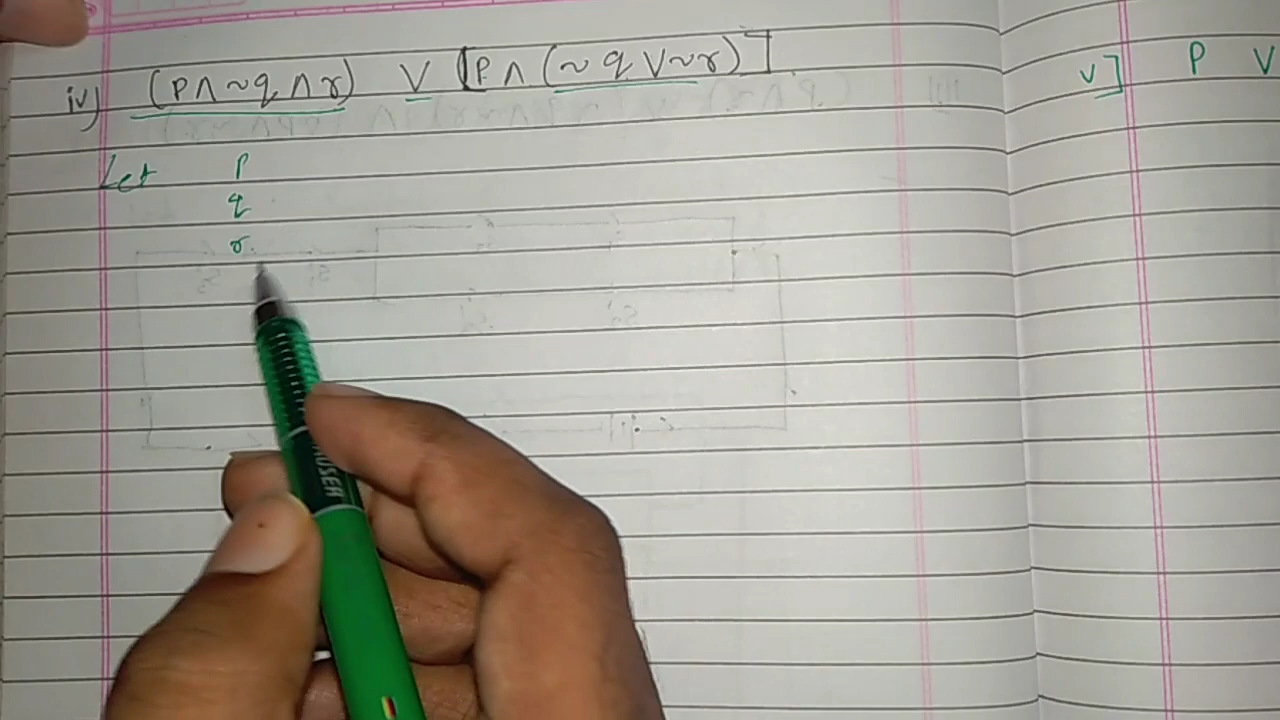 iv) (p∧~q∧r) ∨ [p∧(~q∨~r)]
v] p ∨
Let p
q
r